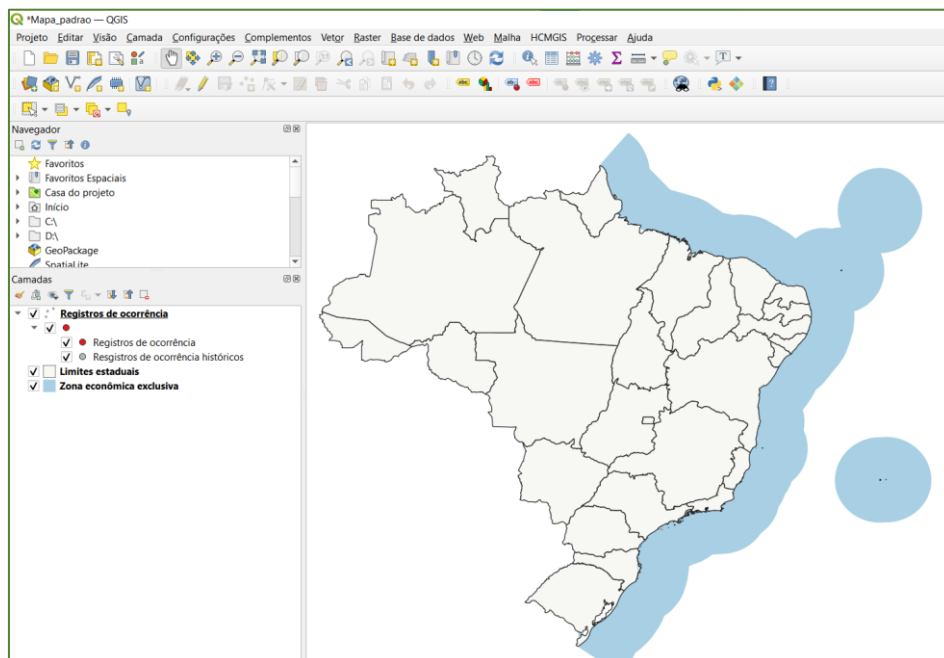 *Mapa_padrao — QGIS
Projeto Editar Visão Camada Configurações Complementos Vetor Raster Base de dados Web Malha HCMGIS Processar Ajuda
Navegador
Favoritos
Favoritos Espaciais
Casa do projeto
Início
C:\
D:\
GeoPackage
SpatiaLite
Camadas
Registros de ocorrência
Registros de ocorrência
Resgistros de ocorrência históricos
Limites estaduais
Zona econômica exclusiva